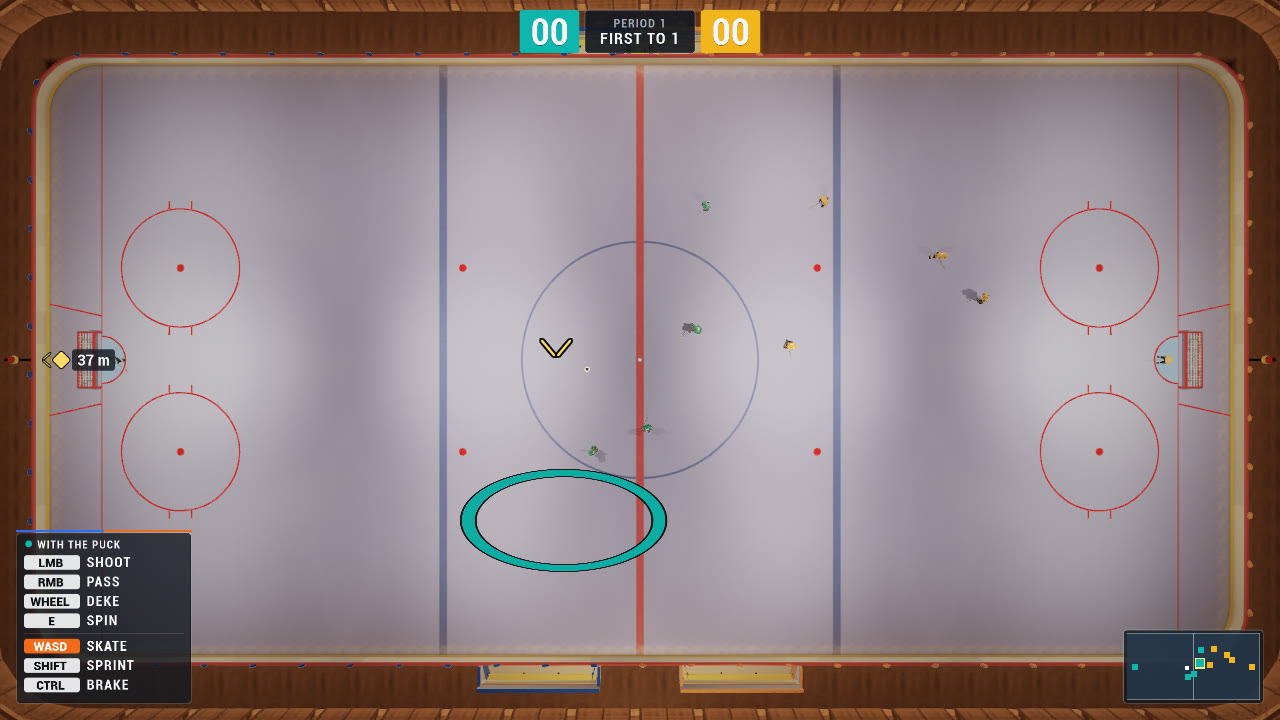 00
PERIOD 1
FIRST TO 1
00
37 m
WITH THE PUCK
LMB SHOOT
RMB PASS
WHEEL DEKE
E SPIN
WASD SKATE
SHIFT SPRINT
CTRL BRAKE